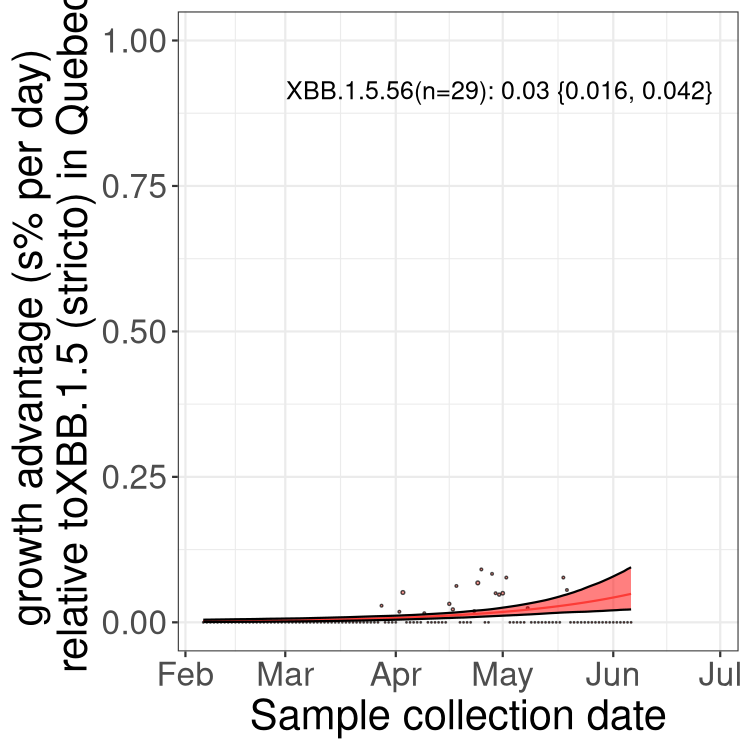 growth advantage (s% per day)
relative toXBB.1.5 (stricto) in Quebec
1.00
0.75
0.50
0.25
0.00
XBB.1.5.56(n=29): 0.03 {0.016, 0.042}
Feb Mar Apr May Jun Jul
Sample collection date